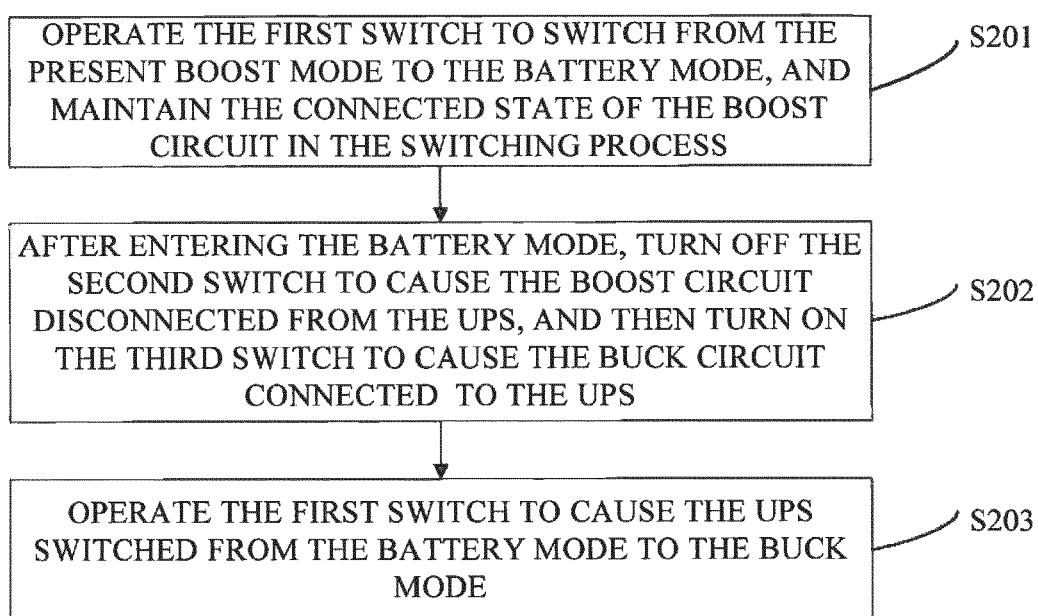 OPERATE THE FIRST SWITCH TO SWITCH FROM THE
PRESENT BOOST MODE TO THE BATTERY MODE, AND
MAINTAIN THE CONNECTED STATE OF THE BOOST
CIRCUIT IN THE SWITCHING PROCESS
S201
AFTER ENTERING THE BATTERY MODE, TURN OFF THE
SECOND SWITCH TO CAUSE THE BOOST CIRCUIT
DISCONNECTED FROM THE UPS, AND THEN TURN ON
THE THIRD SWITCH TO CAUSE THE BUCK CIRCUIT
CONNECTED TO THE UPS
S202
OPERATE THE FIRST SWITCH TO CAUSE THE UPS
SWITCHED FROM THE BATTERY MODE TO THE BUCK
MODE
S203